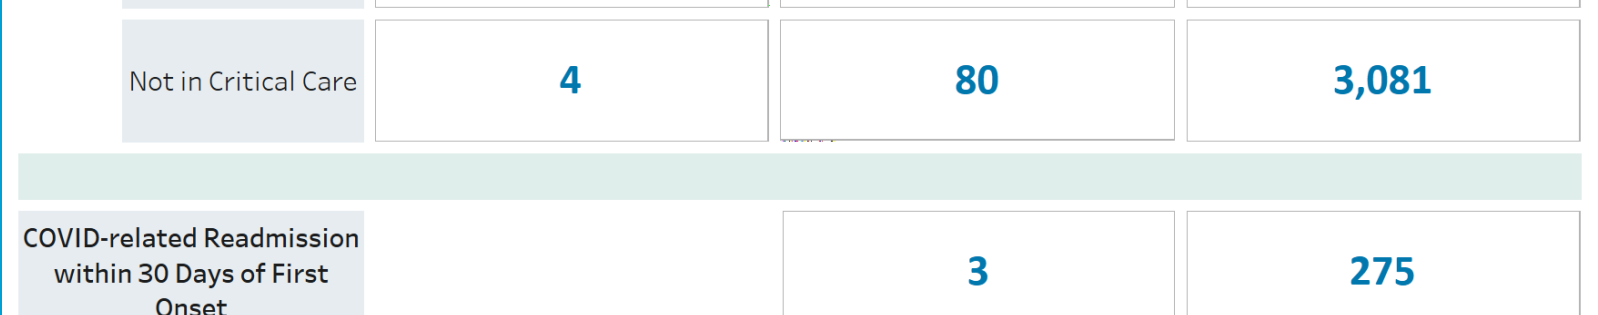 Not in Critical Care 4 80 3,081
COVID-related Readmission
within 30 Days of First 3 275
Onset